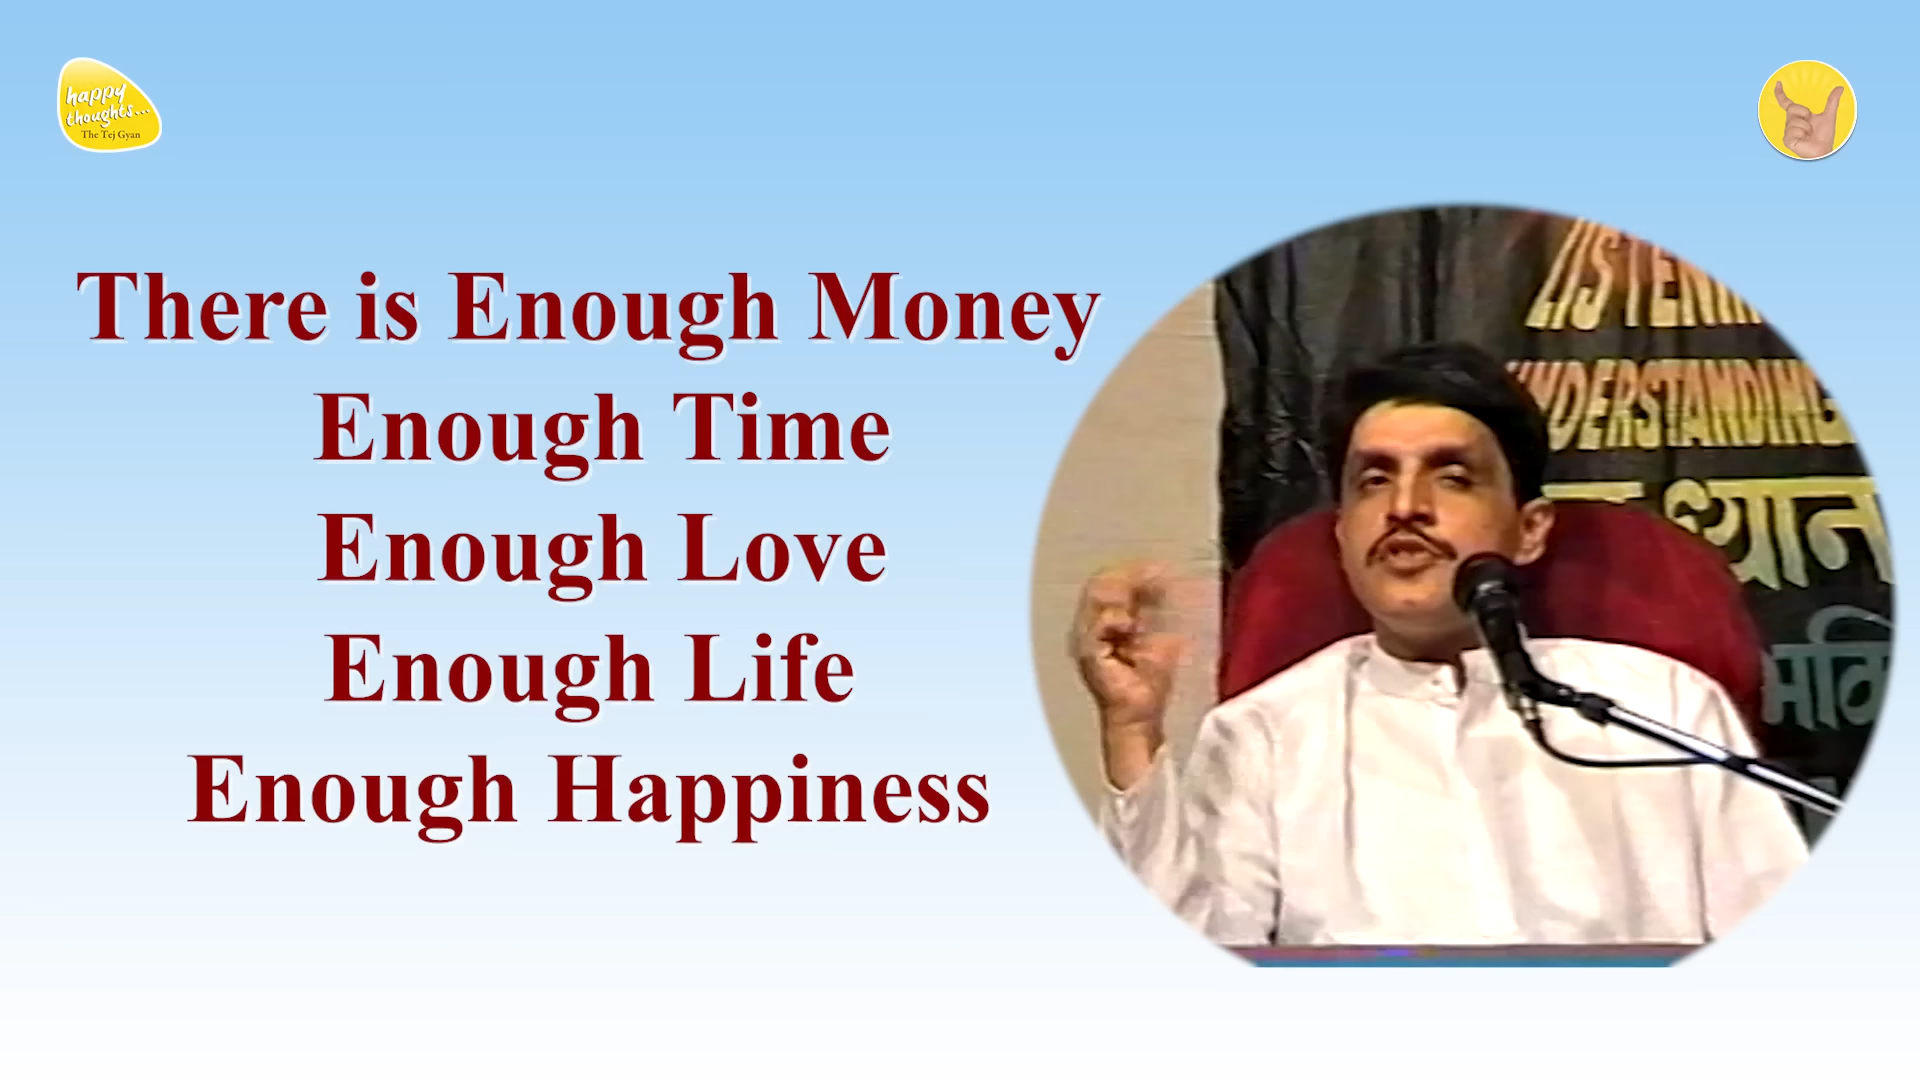 happy
thoughts...
The Tej Gyan
There is Enough Money
Enough Time
Enough Love
Enough Life
Enough Happiness
UNDERSTANDING
ध्यान